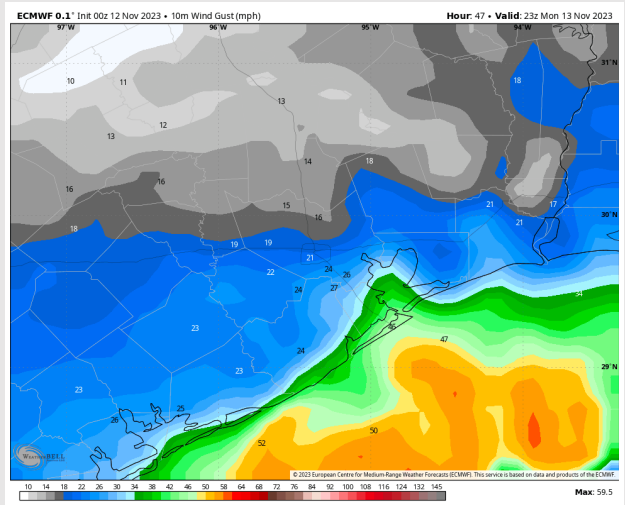 ECMWF 0.1° Init 00z 12 Nov 2023 • 10m Wind Gust (mph) Hour: 47 • Valid: 23z Mon 13 Nov 2023
97°W 96°W 95°W 94°W
31°N
10 11 18
13
12
13
14 18
16 16
15 21 17
16 30°N
18 21
19 19
21
22 24 26
24 27
34
23 46
47
24
29°N
23
23
25
26
50
52
WeatherBELL
© 2023 European Centre for Medium-Range Weather Forecasts (ECMWF). This service is based on data and products of the ECMWF.
10 14 18 22 26 30 34 38 42 46 50 58 64 68 72 76 84 92 100 108 116 124 132 145
Max: 59.5